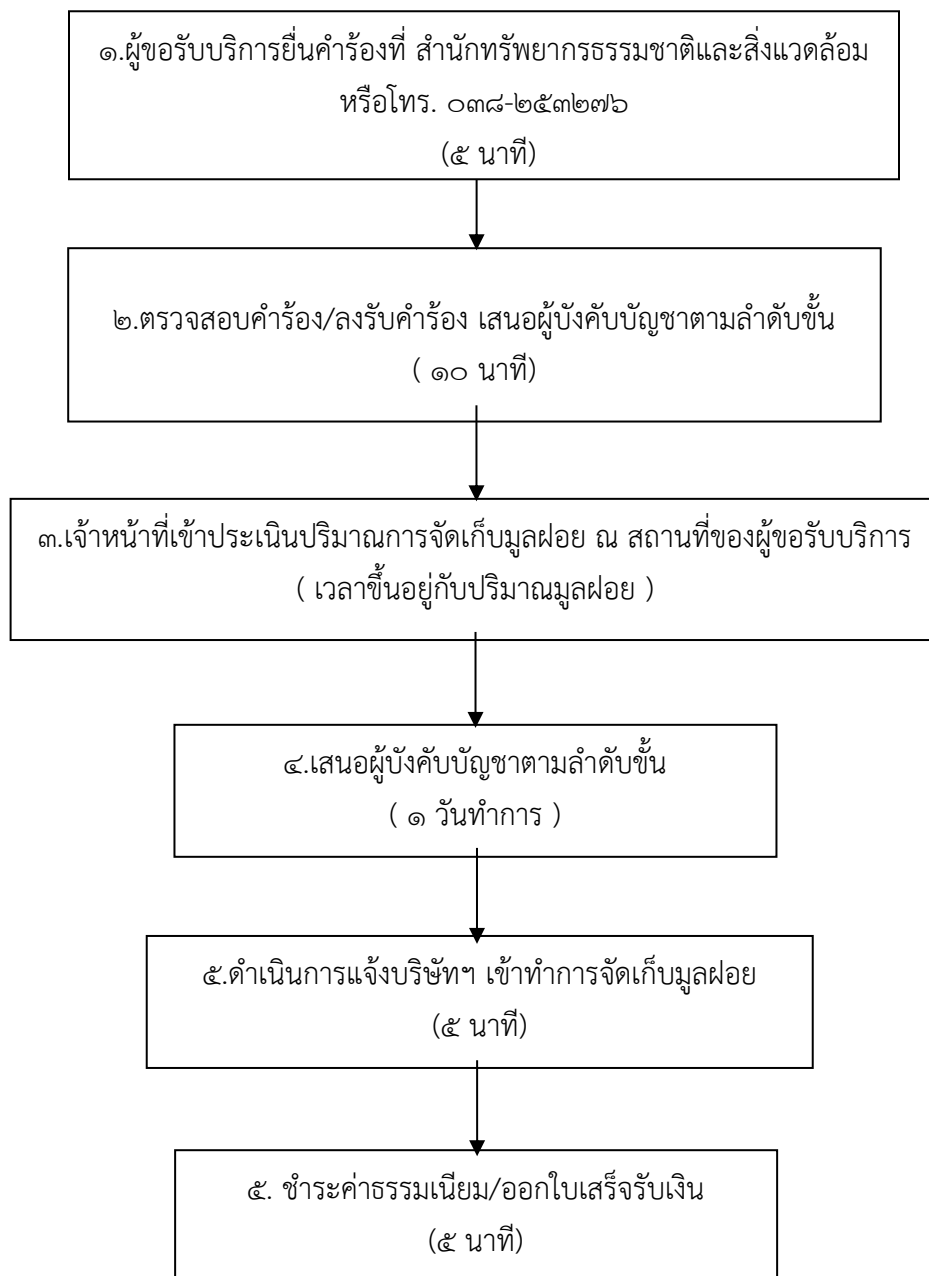 ๑.ผู้ขอรับบริการยื่นคำร้องที่ สำนักทรัพยากรธรรมชาติและสิ่งแวดล้อม
หรือโทร. ๐๓๘-๒๕๓๒๗๖
(๕ นาที)
๒.ตรวจสอบคำร้อง/ลงรับคำร้อง เสนอผู้บังคับบัญชาตามลำดับขั้น
( ๑๐ นาที)
๓.เจ้าหน้าที่เข้าประเมินปริมาณการจัดเก็บมูลฝอย ณ สถานที่ของผู้ขอรับบริการ
( เวลาขึ้นอยู่กับปริมาณมูลฝอย )
๔.เสนอผู้บังคับบัญชาตามลำดับขั้น
( ๑ วันทำการ )
๕.ดำเนินการแจ้งบริษัทฯ เข้าทำการจัดเก็บมูลฝอย
(๕ นาที)
๕. ชำระค่าธรรมเนียม/ออกใบเสร็จรับเงิน
(๕ นาที)